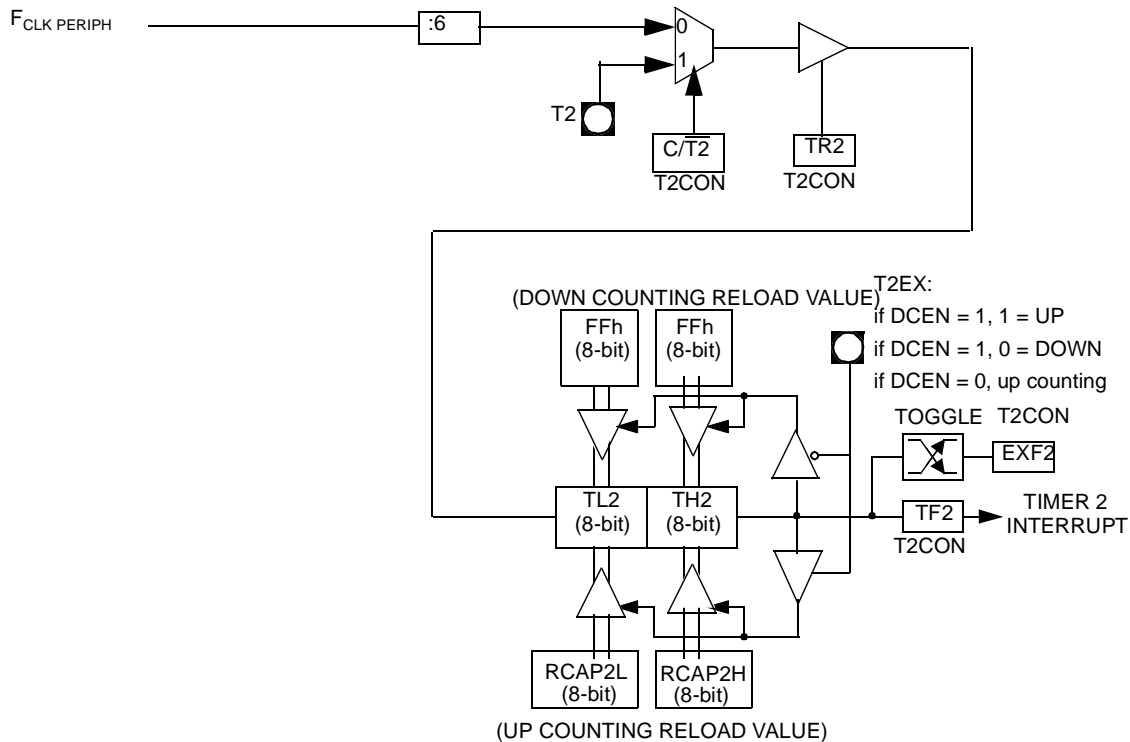 FCLK PERIPH
:6
0
1
T2
C/T2
TR2
T2CON
T2CON
T2EX:
(DOWN COUNTING RELOAD VALUE)
if DCEN = 1, 1 = UP
FFh
(8-bit)
FFh
(8-bit)
if DCEN = 1, 0 = DOWN
if DCEN = 0, up counting
TOGGLE
T2CON
EXF2
TL2
(8-bit)
TH2
(8-bit)
TF2
TIMER 2
INTERRUPT
T2CON
RCAP2L
(8-bit)
RCAP2H
(8-bit)
(UP COUNTING RELOAD VALUE)